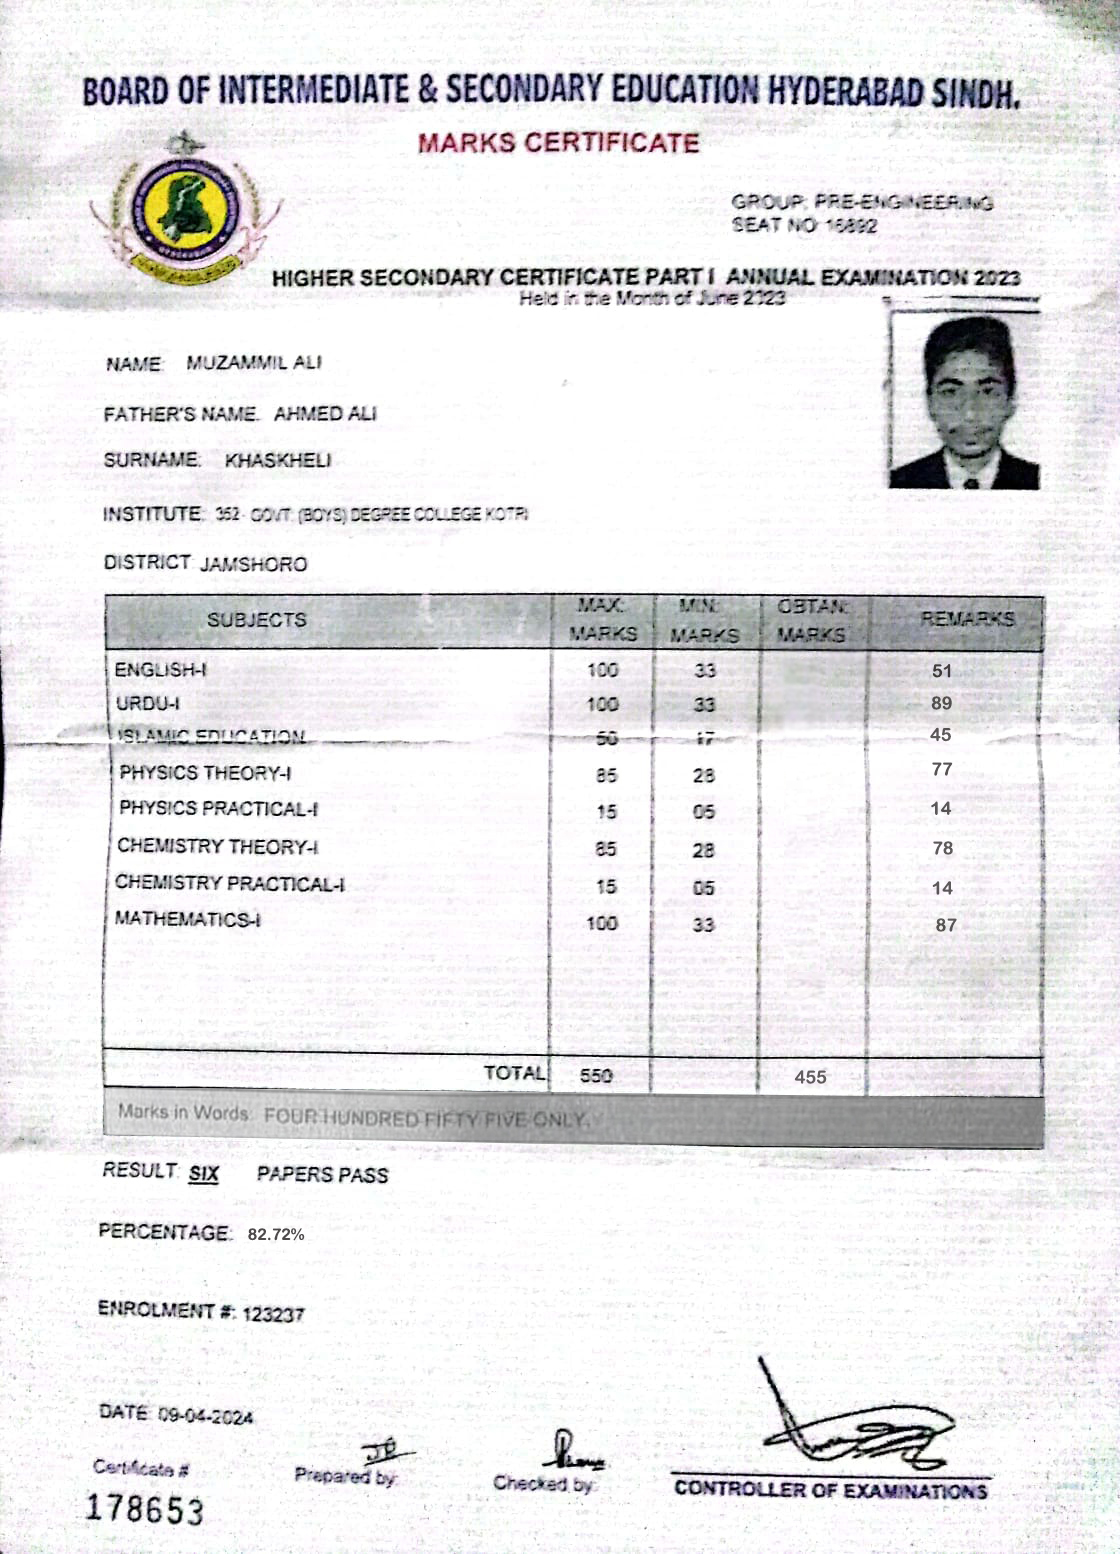 BOARD OF INTERMEDIATE & SECONDARY EDUCATION HYDERABAD SINDH.
MARKS CERTIFICATE
GROUP: PRE-ENGINEERING
SEAT NO 16892
HIGHER SECONDARY CERTIFICATE PART I ANNUAL EXAMINATION 2023
Held in the Month of June 2023
NAME: MUZAMMIL ALI
FATHER'S NAME. AHMED ALI
SURNAME: KHASKHELI
INSTITUTE: 352- GOVT. (BOYS) DEGREE COLLEGE KOTRI
DISTRICT JAMSHORO
SUBJECTS MAX. MARKS MIN. MARKS OBTAN. MARKS REMARKS
ENGLISH-I 100 33 51
URDU-I 100 33 89
ISLAMIC EDUCATION 50 17 45
PHYSICS THEORY-I 85 28 77
PHYSICS PRACTICAL-I 15 05 14
CHEMISTRY THEORY-I 85 28 78
CHEMISTRY PRACTICAL-I 15 05 14
MATHEMATICS-I 100 33 87
TOTAL 550 455
Marks in Words: FOUR HUNDRED FIFTY FIVE ONLY.
RESULT: SIX PAPERS PASS
PERCENTAGE: 82.72%
ENROLMENT #: 123237
DATE: 09-04-2024
Certificate # Prepared by: Checked by: CONTROLLER OF EXAMINATIONS
178653